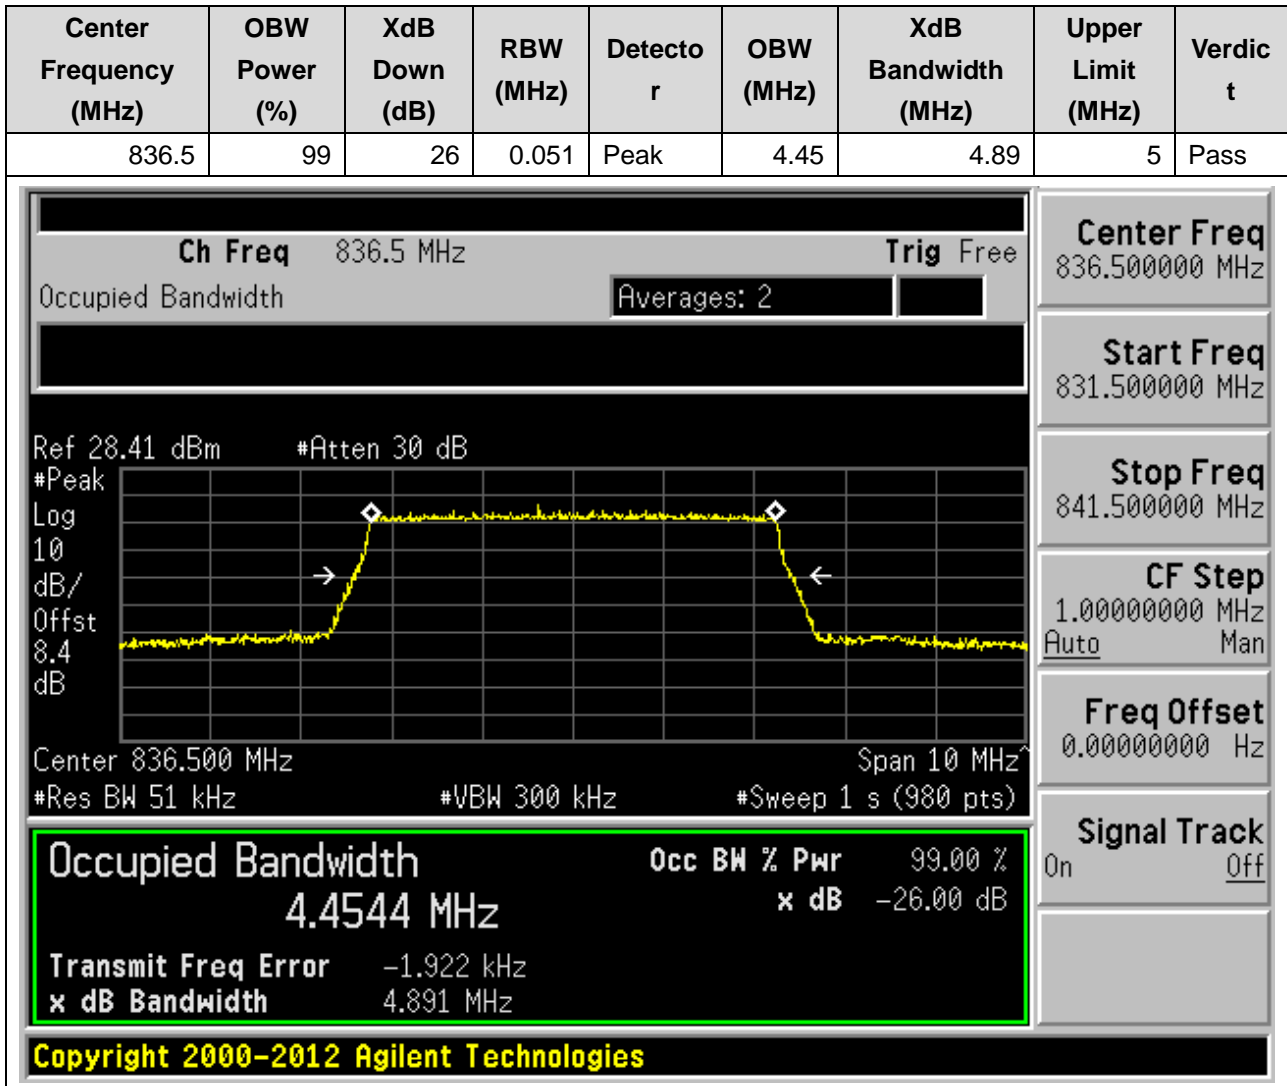 Center Frequency (MHz) OBW Power (%) XdB Down (dB) RBW (MHz) Detecto r OBW (MHz) XdB Bandwidth (MHz) Upper Limit (MHz) Verdic t
836.5 99 26 0.051 Peak 4.45 4.89 5 Pass
Ch Freq 836.5 MHz Trig Free
Occupied Bandwidth Averages: 2
Ref 28.41 dBm #Atten 30 dB
#Peak
Log
10
dB/
Offst
8.4
dB
Center 836.500 MHz Span 10 MHz^
#Res BW 51 kHz #VBW 300 kHz #Sweep 1 s (980 pts)
Occupied Bandwidth Occ BW % Pwr 99.00 %
4.4544 MHz x dB -26.00 dB
Transmit Freq Error -1.922 kHz
x dB Bandwidth 4.891 MHz
Copyright 2000-2012 Agilent Technologies
Center Freq
836.500000 MHz
Start Freq
831.500000 MHz
Stop Freq
841.500000 MHz
CF Step
1.00000000 MHz
Auto Man
Freq Offset
0.00000000 Hz
Signal Track
On Off